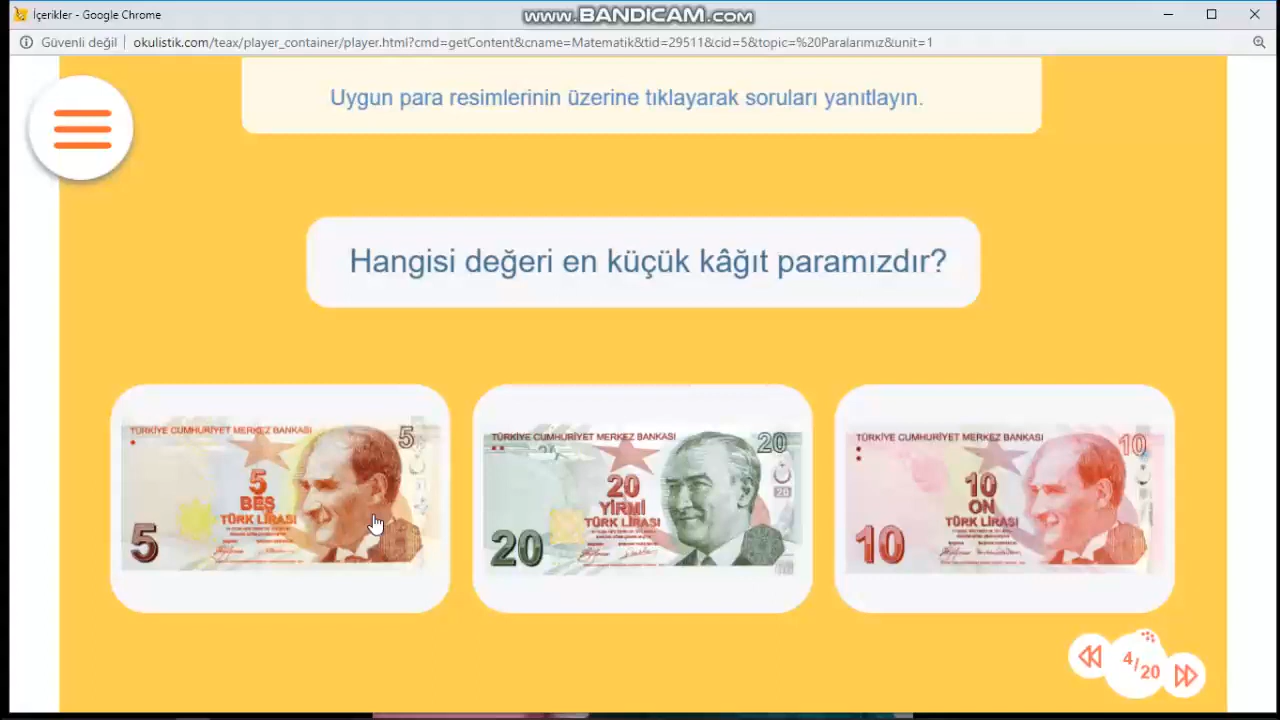 İçerikler - Google Chrome
www.BANDICAM.com
Güvenli değil
okulistik.com/teax/player_container/player.html?cmd=getContent&cname=Matematik&tid=29511&cid=5&topic=%20Paralarımız&unit=1
Uygun para resimlerinin üzerine tıklayarak soruları yanıtlayın.
Hangisi değeri en küçük kâğıt paramızdır?
TÜRKİYE CUMHURİYET MERKEZ BANKASI
5
5
BEŞ
TÜRK LİRASI
5
TÜRKİYE CUMHURİYET MERKEZ BANKASI
20
20
20
YİRMİ
TÜRK LİRASI
20
TÜRKİYE CUMHURİYET MERKEZ BANKASI
10
10
ON
TÜRK LİRASI
10
4/20